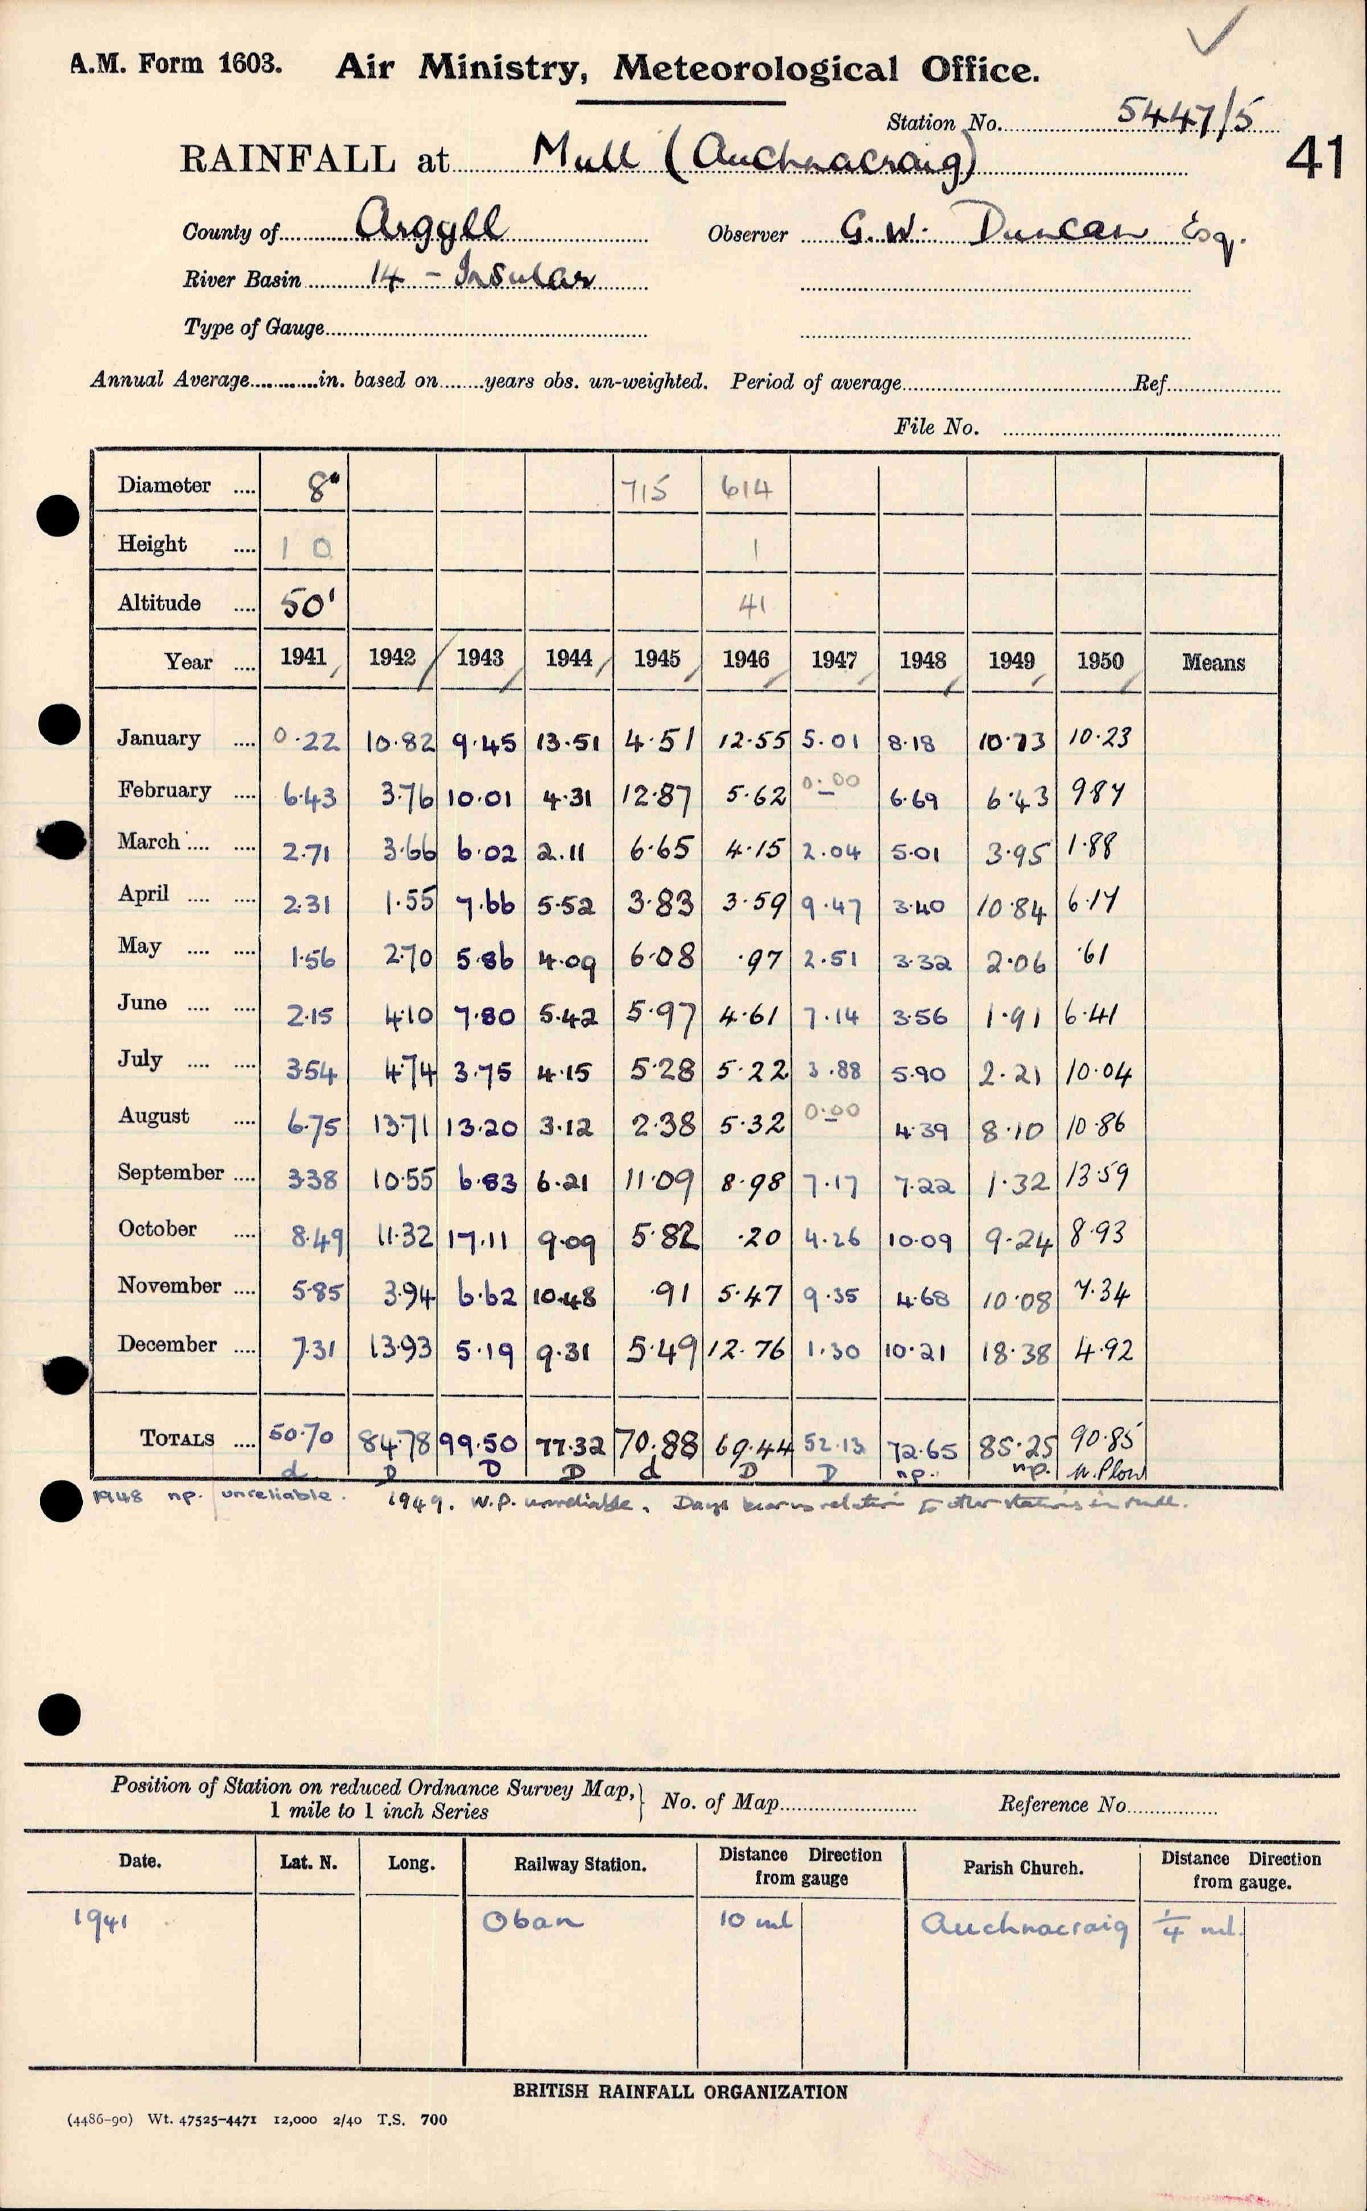 A.M. Form 1603. Air Ministry, Meteorological Office.
Station No. 5447/5
RAINFALL at Mull (Auchnacraig) 41
County of Argyll Observer G.W. Duncan Esq.
River Basin 14 - Insular
Type of Gauge
Annual Average in. based on years obs. un-weighted. Period of average Ref
File No.
Diameter 8" 715 614
Height 1 0 1
Altitude 50' 41
Year 1941 1942 1943 1944 1945 1946 1947 1948 1949 1950 Means
January 0.22 10.82 9.45 13.51 4.51 12.55 5.01 8.18 10.73 10.23
February 6.43 3.76 10.01 4.31 12.87 5.62 0.00 6.69 6.43 9.87
March 2.71 3.66 6.02 2.11 6.65 4.15 2.04 5.01 3.95 1.88
April 2.31 1.55 7.66 5.52 3.83 3.59 9.47 3.40 10.84 6.17
May 1.56 2.70 5.86 4.09 6.08 .97 2.51 3.32 2.06 .61
June 2.15 4.10 7.80 5.42 5.97 4.61 7.14 3.56 1.91 6.41
July 3.54 4.74 3.75 4.15 5.28 5.22 3.88 5.90 2.21 10.04
August 6.75 13.71 13.20 3.12 2.38 5.32 0.00 4.39 8.10 10.86
September 3.38 10.55 6.83 6.21 11.09 8.98 7.17 7.22 1.32 13.59
October 8.49 11.32 17.11 9.09 5.82 .20 4.26 10.09 9.24 8.93
November 5.85 3.94 6.62 10.48 .91 5.47 9.35 4.68 10.08 7.34
December 7.31 13.93 5.19 9.31 5.49 12.76 1.30 10.21 18.38 4.92
TOTALS 50.70 84.78 99.50 77.32 70.88 69.44 52.13 72.65 85.25 90.85
d D D D d D D np. np.
1948 np. unreliable. 1949. W.P. unreliable. Days bear no relation to other stations in Mull.
Position of Station on reduced Ordnance Survey Map, } No. of Map Reference No.
1 mile to 1 inch Series
Date. Lat. N. Long. Railway Station. Distance Direction from gauge Parish Church. Distance Direction from gauge.
1941 Oban 10 ml Auchnacraig 1/4 ml.
BRITISH RAINFALL ORGANIZATION
(4486-90) Wt. 47525-4471 12,000 2/40 T.S. 700